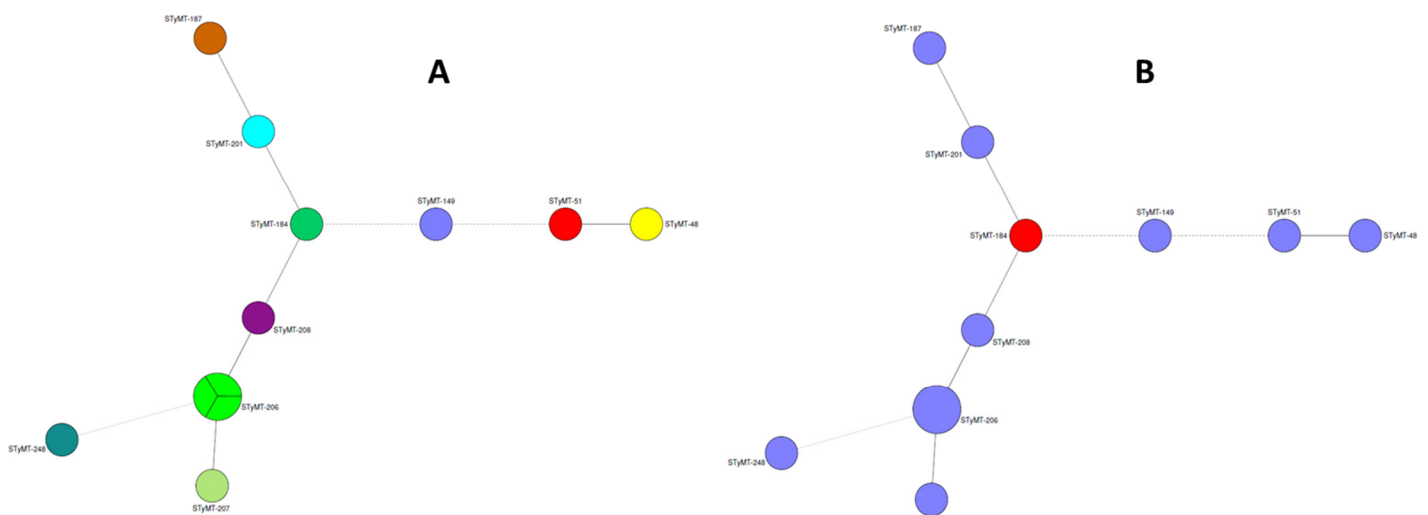 STyMT-187
A
STyMT-201
STyMT-184
STyMT-149
STyMT-51
STyMT-48
STyMT-208
STyMT-206
STyMT-248
STyMT-207
STyMT-187
B
STyMT-201
STyMT-184
STyMT-149
STyMT-51
STyMT-48
STyMT-208
STyMT-206
STyMT-248